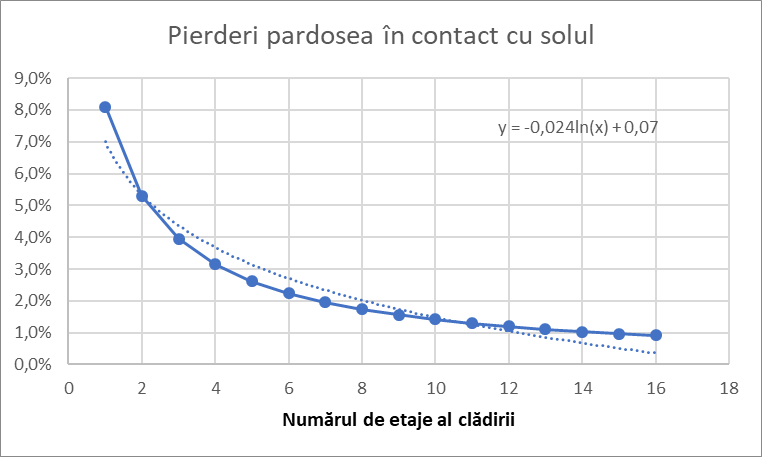 Pierderi pardosea în contact cu solul
9,0%
8,0%
7,0%
6,0%
5,0%
4,0%
3,0%
2,0%
1,0%
0,0%
y = -0,024ln(x) + 0,07
0 2 4 6 8 10 12 14 16 18
Numărul de etaje al clădirii